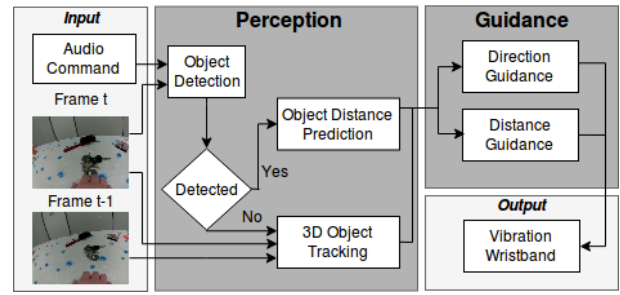 Input
Audio
Command
Frame t
Frame t-1
Perception
Object
Detection
Detected
Yes
No
Object Distance
Prediction
3D Object
Tracking
Guidance
Direction
Guidance
Distance
Guidance
Output
Vibration
Wristband